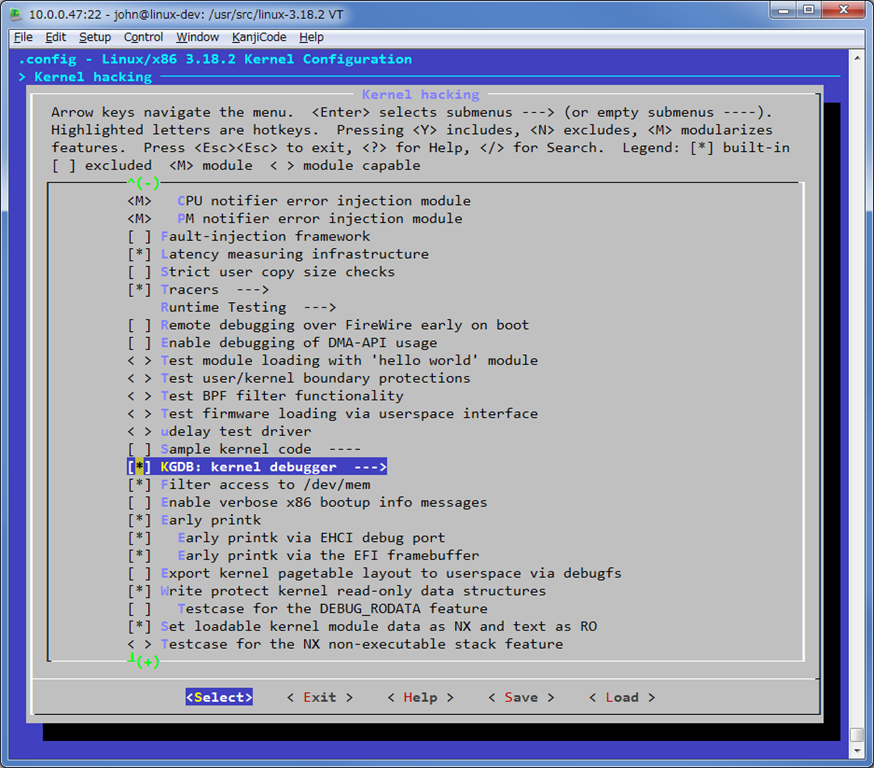 10.0.0.47:22 - john@linux-dev: /usr/src/linux-3.18.2 VT
File Edit Setup Control Window KanjiCode Help
.config - Linux/x86 3.18.2 Kernel Configuration
> Kernel hacking
Kernel hacking
Arrow keys navigate the menu. <Enter> selects submenus ---> (or empty submenus ----).
Highlighted letters are hotkeys. Pressing <Y> includes, <N> excludes, <M> modularizes
features. Press <Esc><Esc> to exit, <?> for Help, </> for Search. Legend: [*] built-in
[ ] excluded <M> module < > module capable
^(-)
<M> CPU notifier error injection module
<M> PM notifier error injection module
[ ] Fault-injection framework
[*] Latency measuring infrastructure
[ ] Strict user copy size checks
[*] Tracers --->
Runtime Testing --->
[ ] Remote debugging over FireWire early on boot
[ ] Enable debugging of DMA-API usage
< > Test module loading with 'hello world' module
< > Test user/kernel boundary protections
< > Test BPF filter functionality
< > Test firmware loading via userspace interface
< > udelay test driver
[ ] Sample kernel code ----
[*] KGDB: kernel debugger --->
[*] Filter access to /dev/mem
[ ] Enable verbose x86 bootup info messages
[*] Early printk
[*] Early printk via EHCI debug port
[*] Early printk via the EFI framebuffer
[ ] Export kernel pagetable layout to userspace via debugfs
[*] Write protect kernel read-only data structures
[ ] Testcase for the DEBUG_RODATA feature
[*] Set loadable kernel module data as NX and text as RO
< > Testcase for the NX non-executable stack feature
┴(+)
<Select> < Exit > < Help > < Save > < Load >